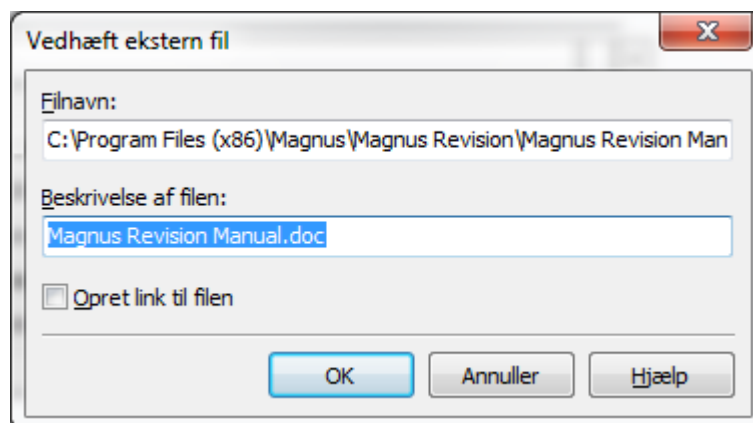 Vedhæft ekstern fil
Filnavn:
C:\Program Files (x86)\Magnus\Magnus Revision\Magnus Revision Man
Beskrivelse af filen:
Magnus Revision Manual.doc
Opret link til filen
OK Annuller Hjælp